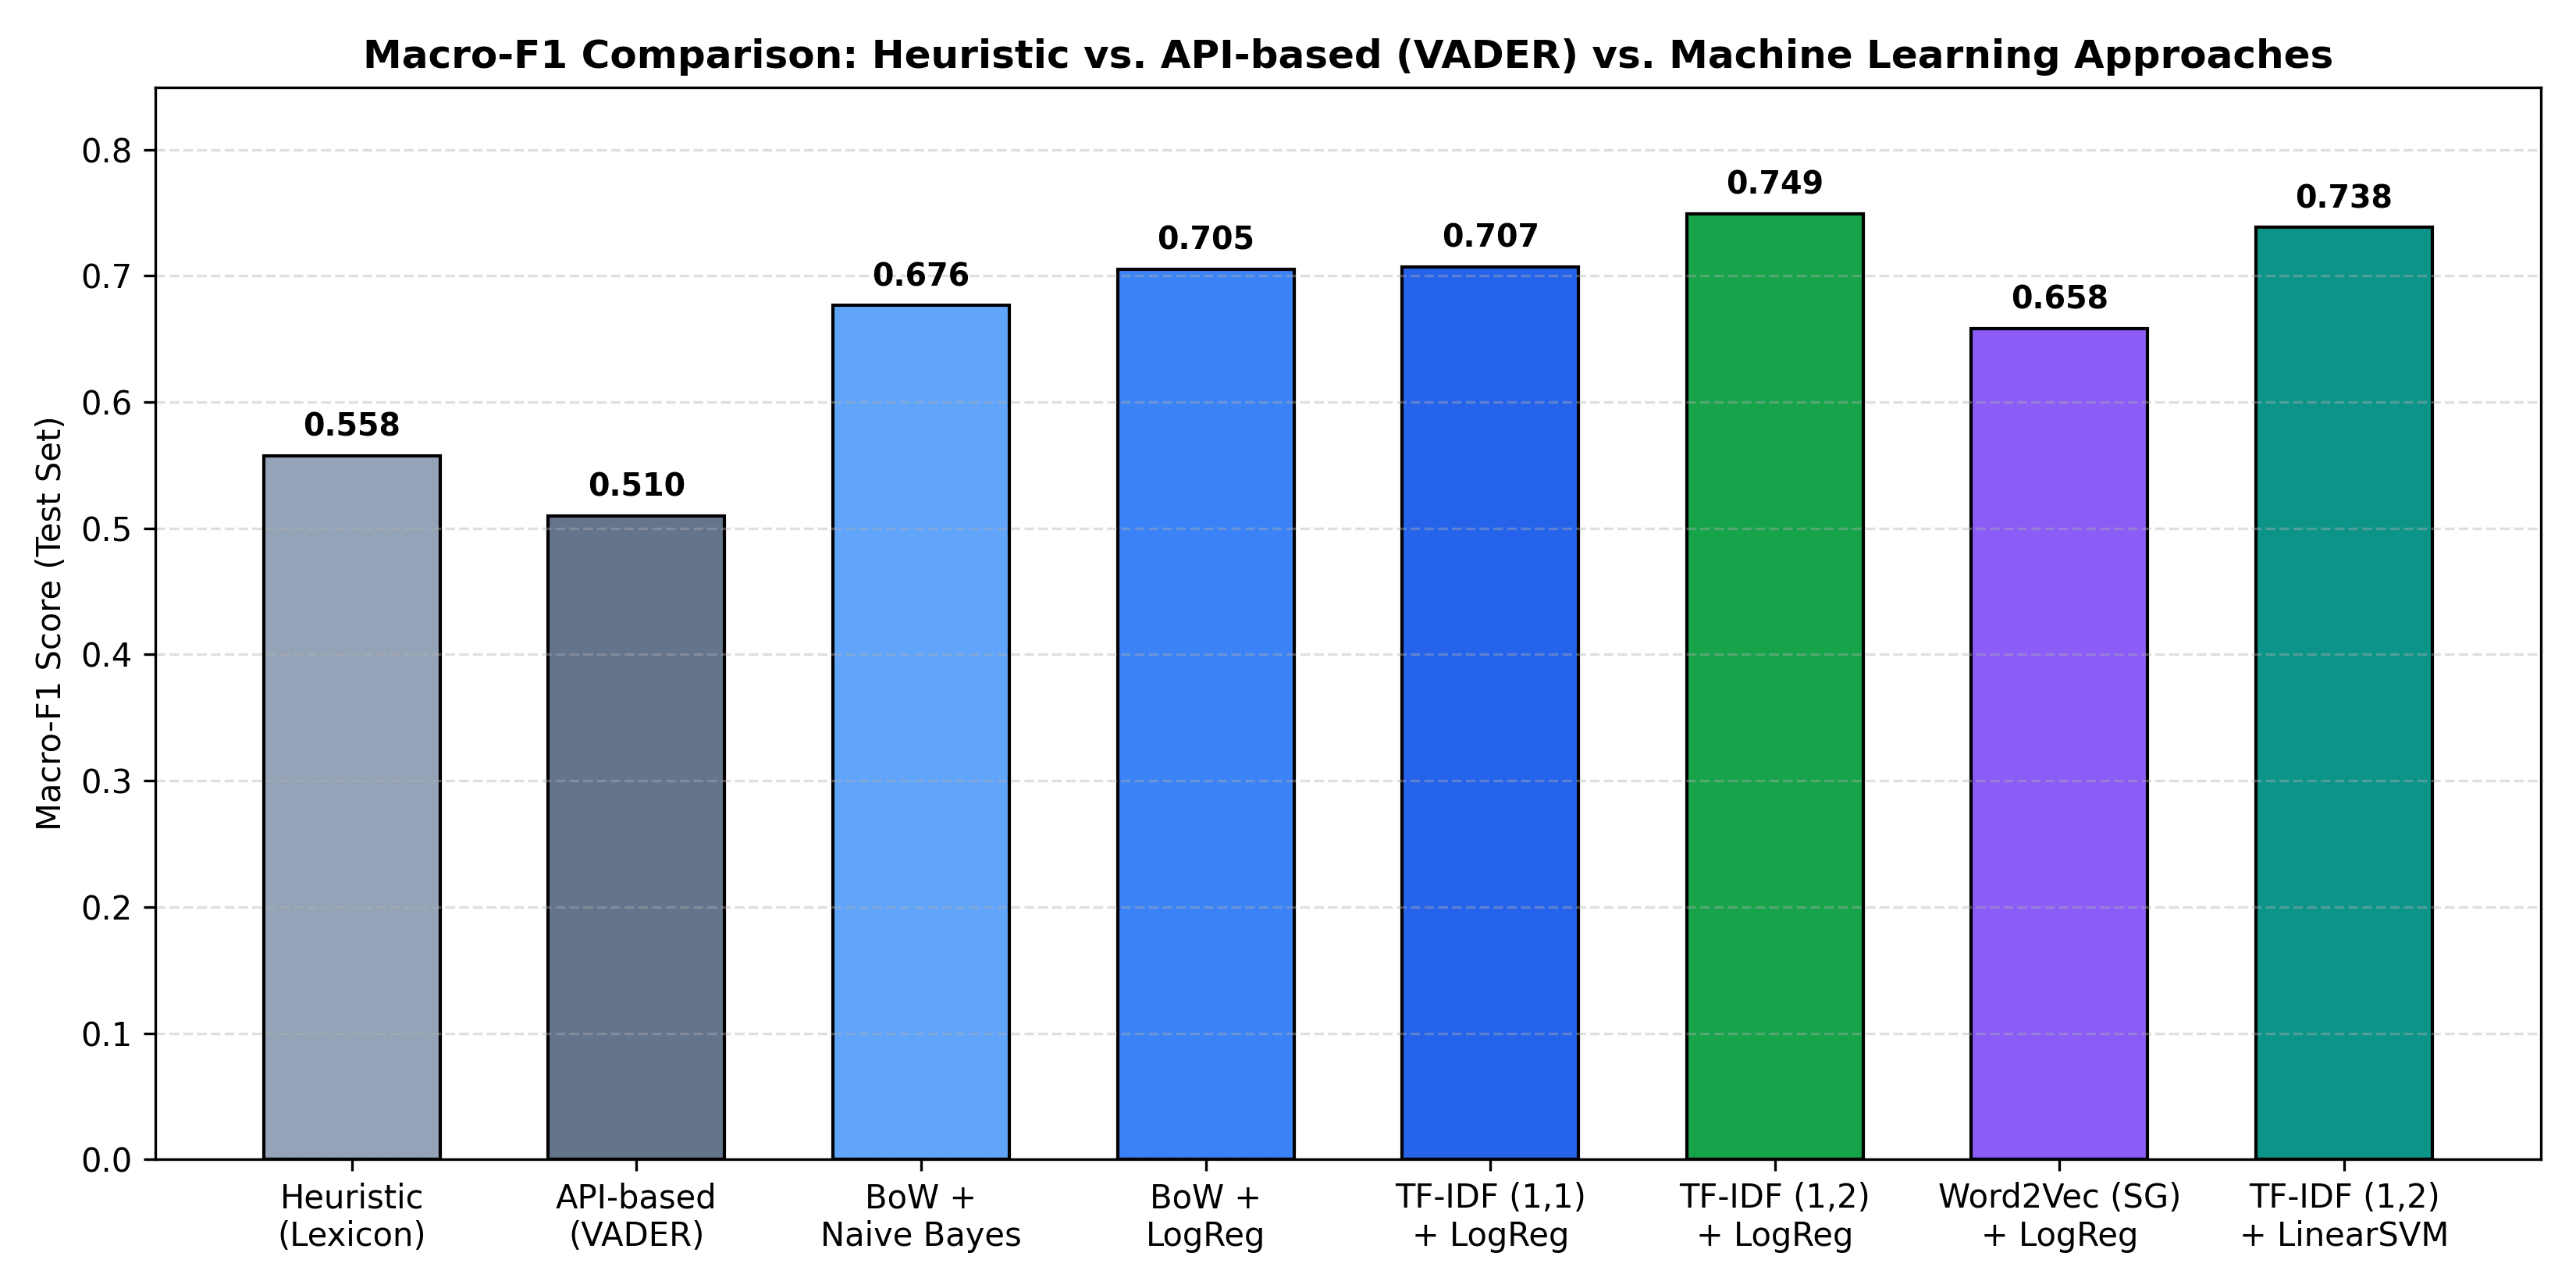 Macro-F1 Comparison: Heuristic vs. API-based (VADER) vs. Machine Learning Approaches
Macro-F1 Score (Test Set)
0.8
0.7
0.6
0.5
0.4
0.3
0.2
0.1
0.0
0.558
0.510
0.676
0.705
0.707
0.749
0.658
0.738
Heuristic
(Lexicon)
API-based
(VADER)
BoW +
Naive Bayes
BoW +
LogReg
TF-IDF (1,1)
+ LogReg
TF-IDF (1,2)
+ LogReg
Word2Vec (SG)
+ LogReg
TF-IDF (1,2)
+ LinearSVM